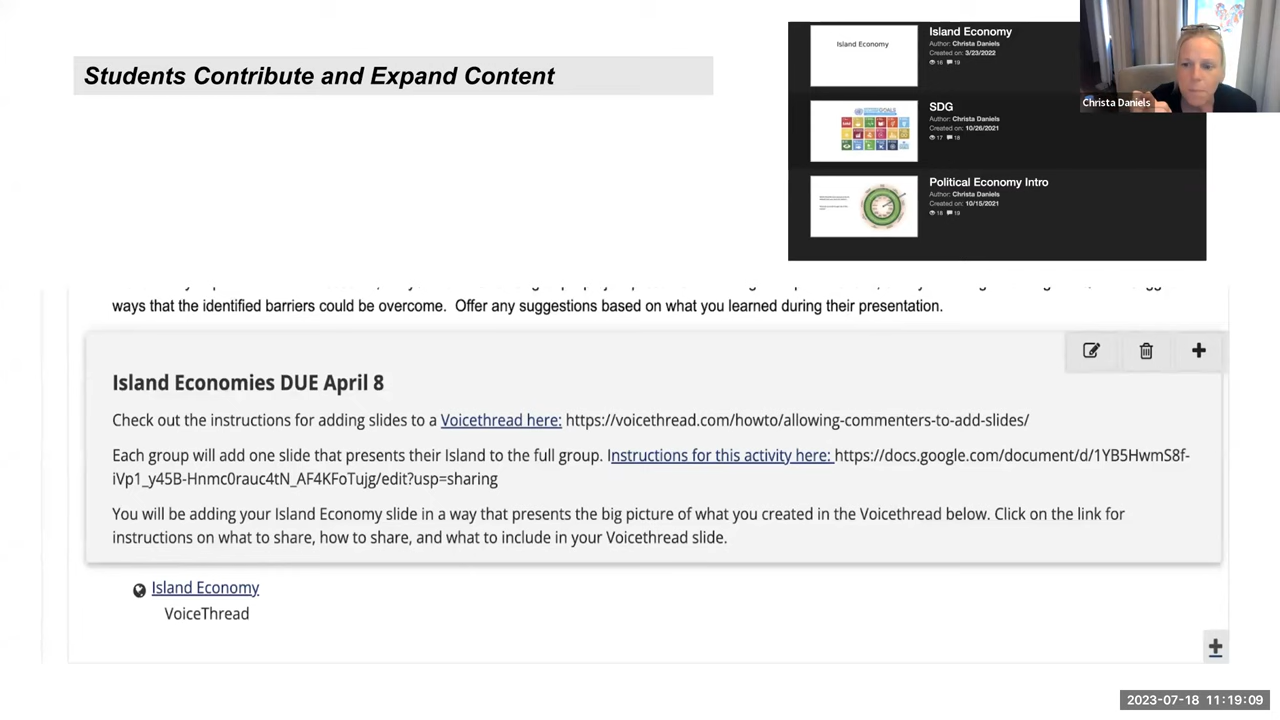 Students Contribute and Expand Content
Island Economy
Island Economy
Author: Christa Daniels
Created on: 3/23/2022
16 19
SDG
Author: Christa Daniels
Created on: 10/26/2021
17 18
Political Economy Intro
Author: Christa Daniels
Created on: 10/15/2021
18 19
Christa Daniels
ways that the identified barriers could be overcome. Offer any suggestions based on what you learned during their presentation.
Island Economies DUE April 8
Check out the instructions for adding slides to a Voicethread here: https://voicethread.com/howto/allowing-commenters-to-add-slides/
Each group will add one slide that presents their Island to the full group. Instructions for this activity here: https://docs.google.com/document/d/1YB5HwmS8f-
iVp1_y45B-Hnmc0rauc4tN_AF4KFoTujg/edit?usp=sharing
You will be adding your Island Economy slide in a way that presents the big picture of what you created in the Voicethread below. Click on the link for
instructions on what to share, how to share, and what to include in your Voicethread slide.
Island Economy
VoiceThread
2023-07-18 11:19:09